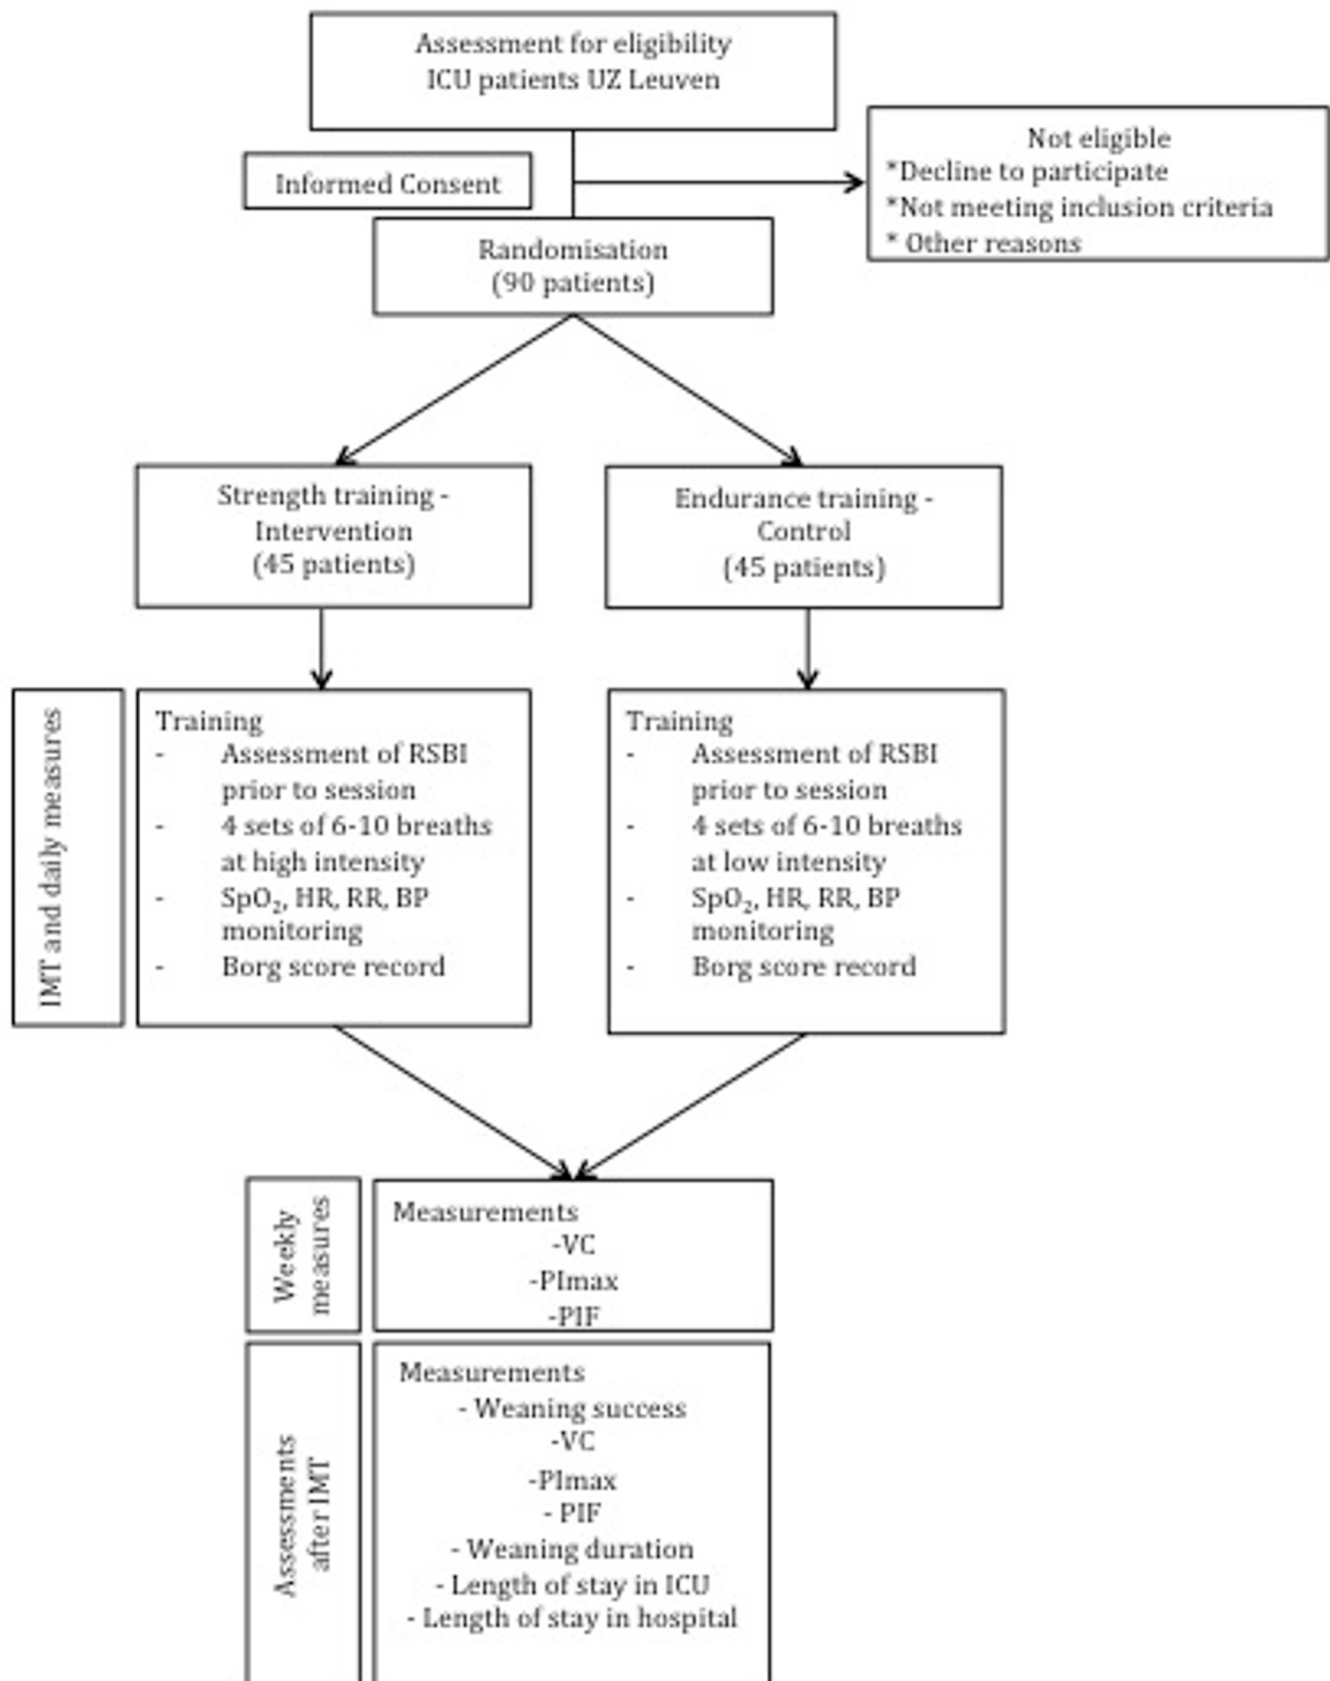 Assessment for eligibility
ICU patients UZ Leuven
Informed Consent
Not eligible
*Decline to participate
*Not meeting inclusion criteria
* Other reasons
Randomisation
(90 patients)
Strength training -
Intervention
(45 patients)
Endurance training -
Control
(45 patients)
IMT and daily measures
Training
- Assessment of RSBI
prior to session
- 4 sets of 6-10 breaths
at high intensity
- SpO₂, HR, RR, BP
monitoring
- Borg score record
Training
- Assessment of RSBI
prior to session
- 4 sets of 6-10 breaths
at low intensity
- SpO₂, HR, RR, BP
monitoring
- Borg score record
Weekly
measures
Measurements
-VC
-PImax
-PIF
Assessments
after IMT
Measurements
- Weaning success
-VC
-PImax
- PIF
- Weaning duration
- Length of stay in ICU
- Length of stay in hospital